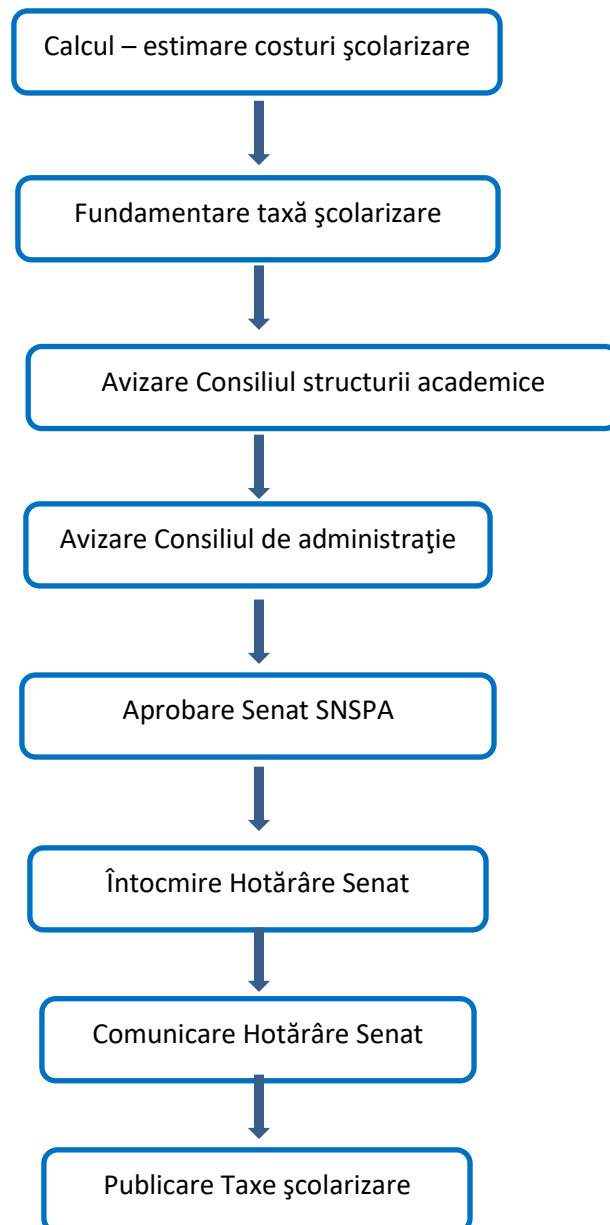 Calcul – estimare costuri şcolarizare
Fundamentare taxă şcolarizare
Avizare Consiliul structurii academice
Avizare Consiliul de administraţie
Aprobare Senat SNSPA
Întocmire Hotărâre Senat
Comunicare Hotărâre Senat
Publicare Taxe şcolarizare